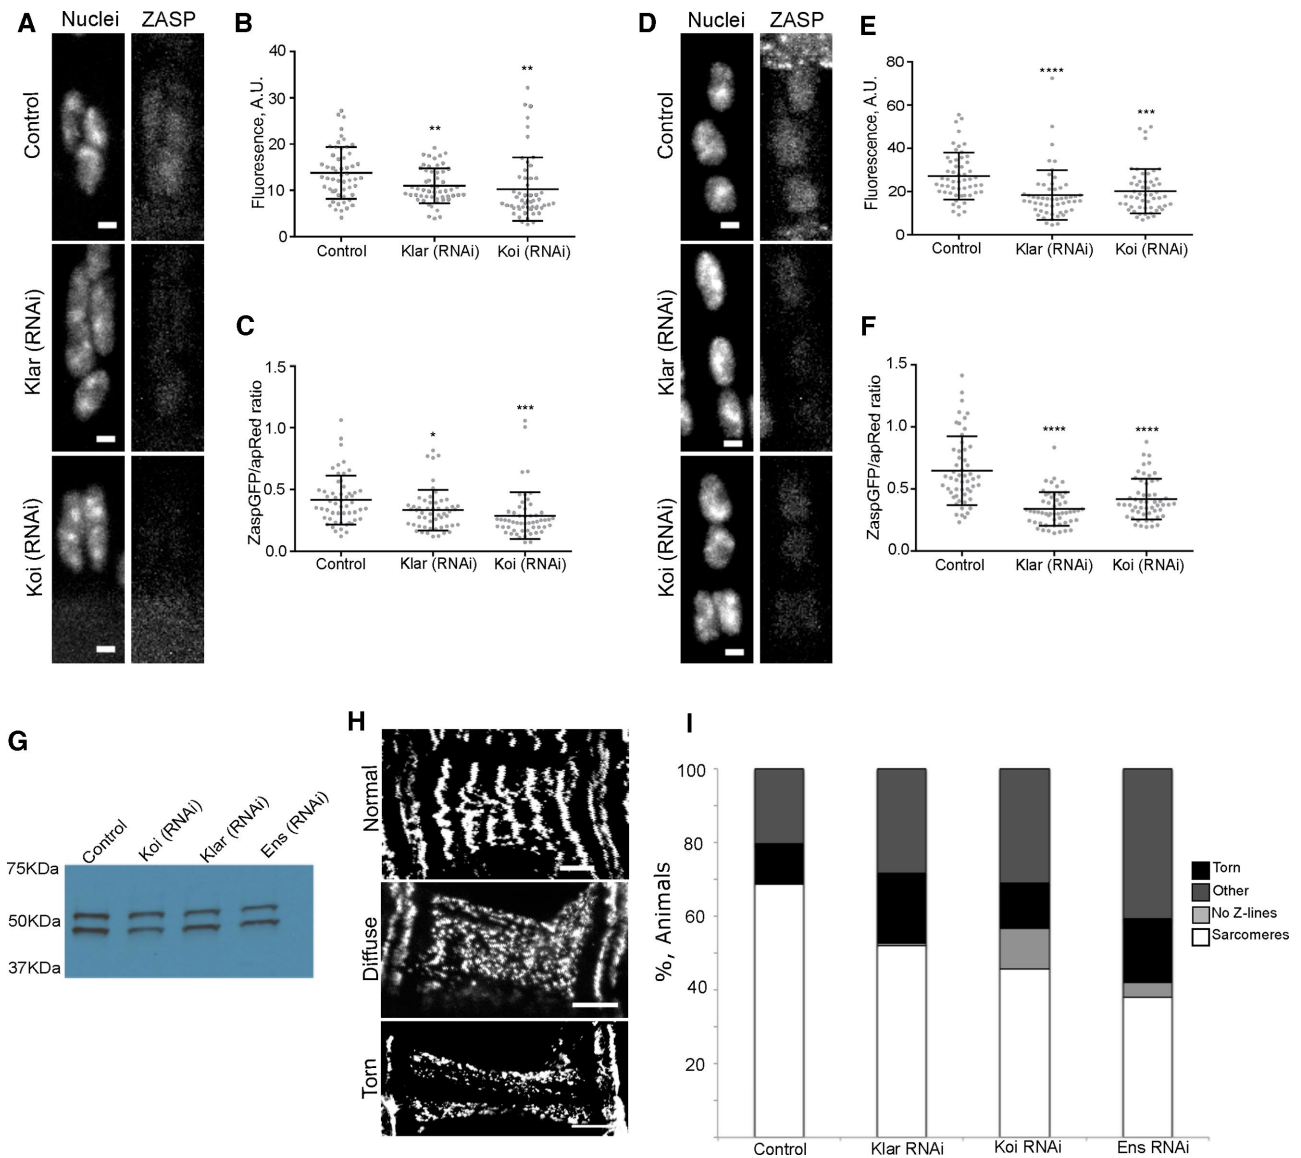 A
Nuclei ZASP
Control
Klar (RNAi)
Koi (RNAi)
B
Fluoresence, A.U.
40
30
20
10
0
**
**
Control Klar (RNAi) Koi (RNAi)
C
ZaspGFP/apRed ratio
1.5
1.0
0.5
0.0
*
***
Control Klar (RNAi) Koi (RNAi)
D
Nuclei ZASP
Control
Klar (RNAi)
Koi (RNAi)
E
Fluorescence, A.U.
80
60
40
20
0
****
***
Control Klar (RNAi) Koi (RNAi)
F
ZaspGFP/apRed ratio
1.5
1.0
0.5
0.0
****
****
Control Klar (RNAi) Koi (RNAi)
G
Control Koi (RNAi) Klar (RNAi) Ens (RNAi)
75KDa
50KDa
37KDa
H
Normal
Diffuse
Torn
I
%, Animals
100
80
60
40
20
Control Klar RNAi Koi RNAi Ens RNAi
Torn
Other
No Z-lines
Sarcomeres